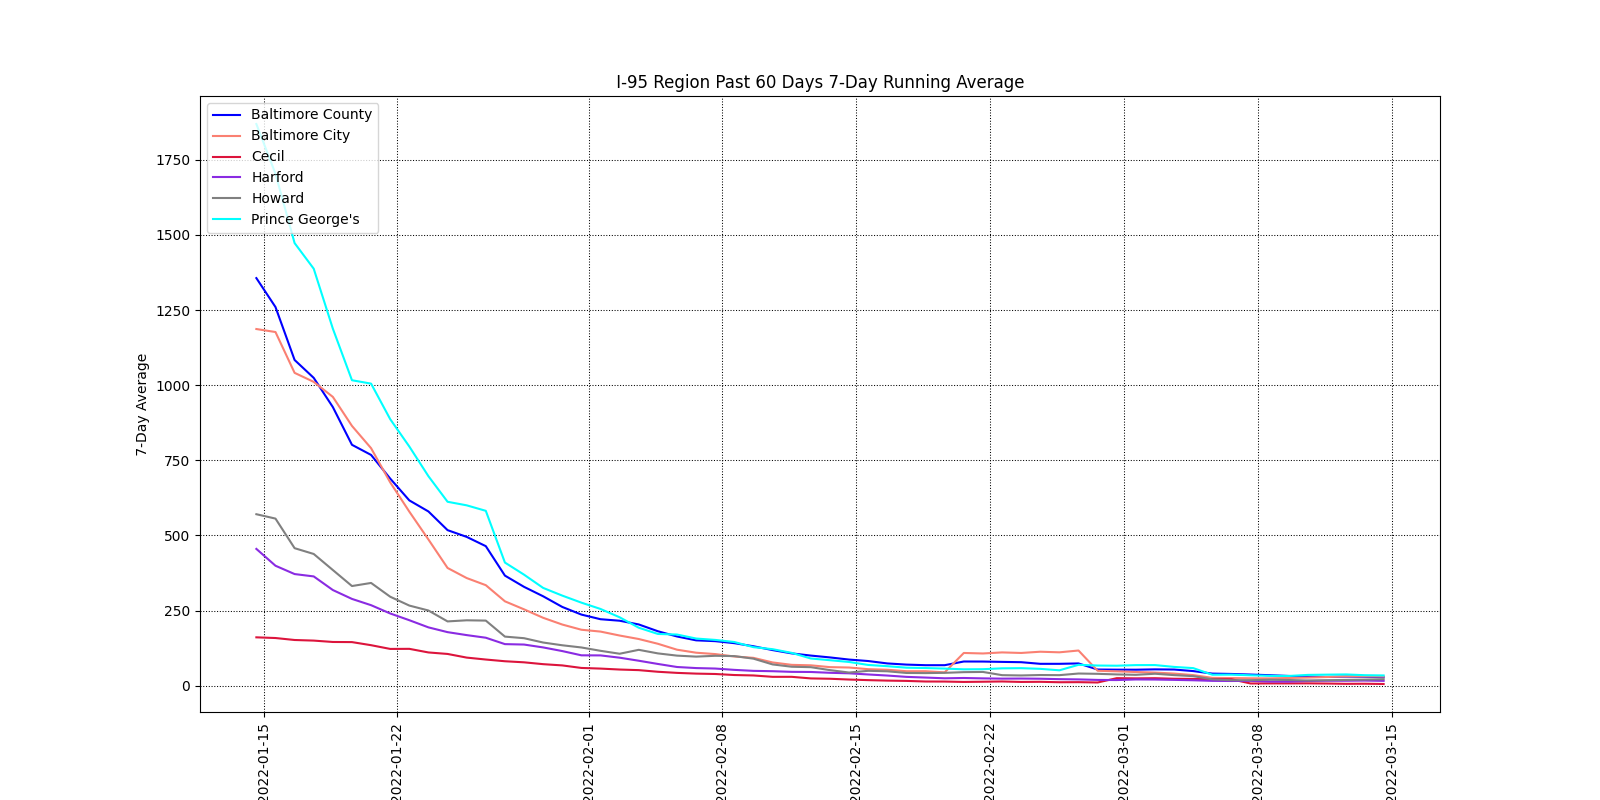 I-95 Region Past 60 Days 7-Day Running Average
Baltimore County
Baltimore City
Cecil
Harford
Howard
Prince George's
1750
1500
1250
1000
750
500
250
0
7-Day Average
2022-01-15
2022-01-22
2022-02-01
2022-02-08
2022-02-15
2022-02-22
2022-03-01
2022-03-08
2022-03-15